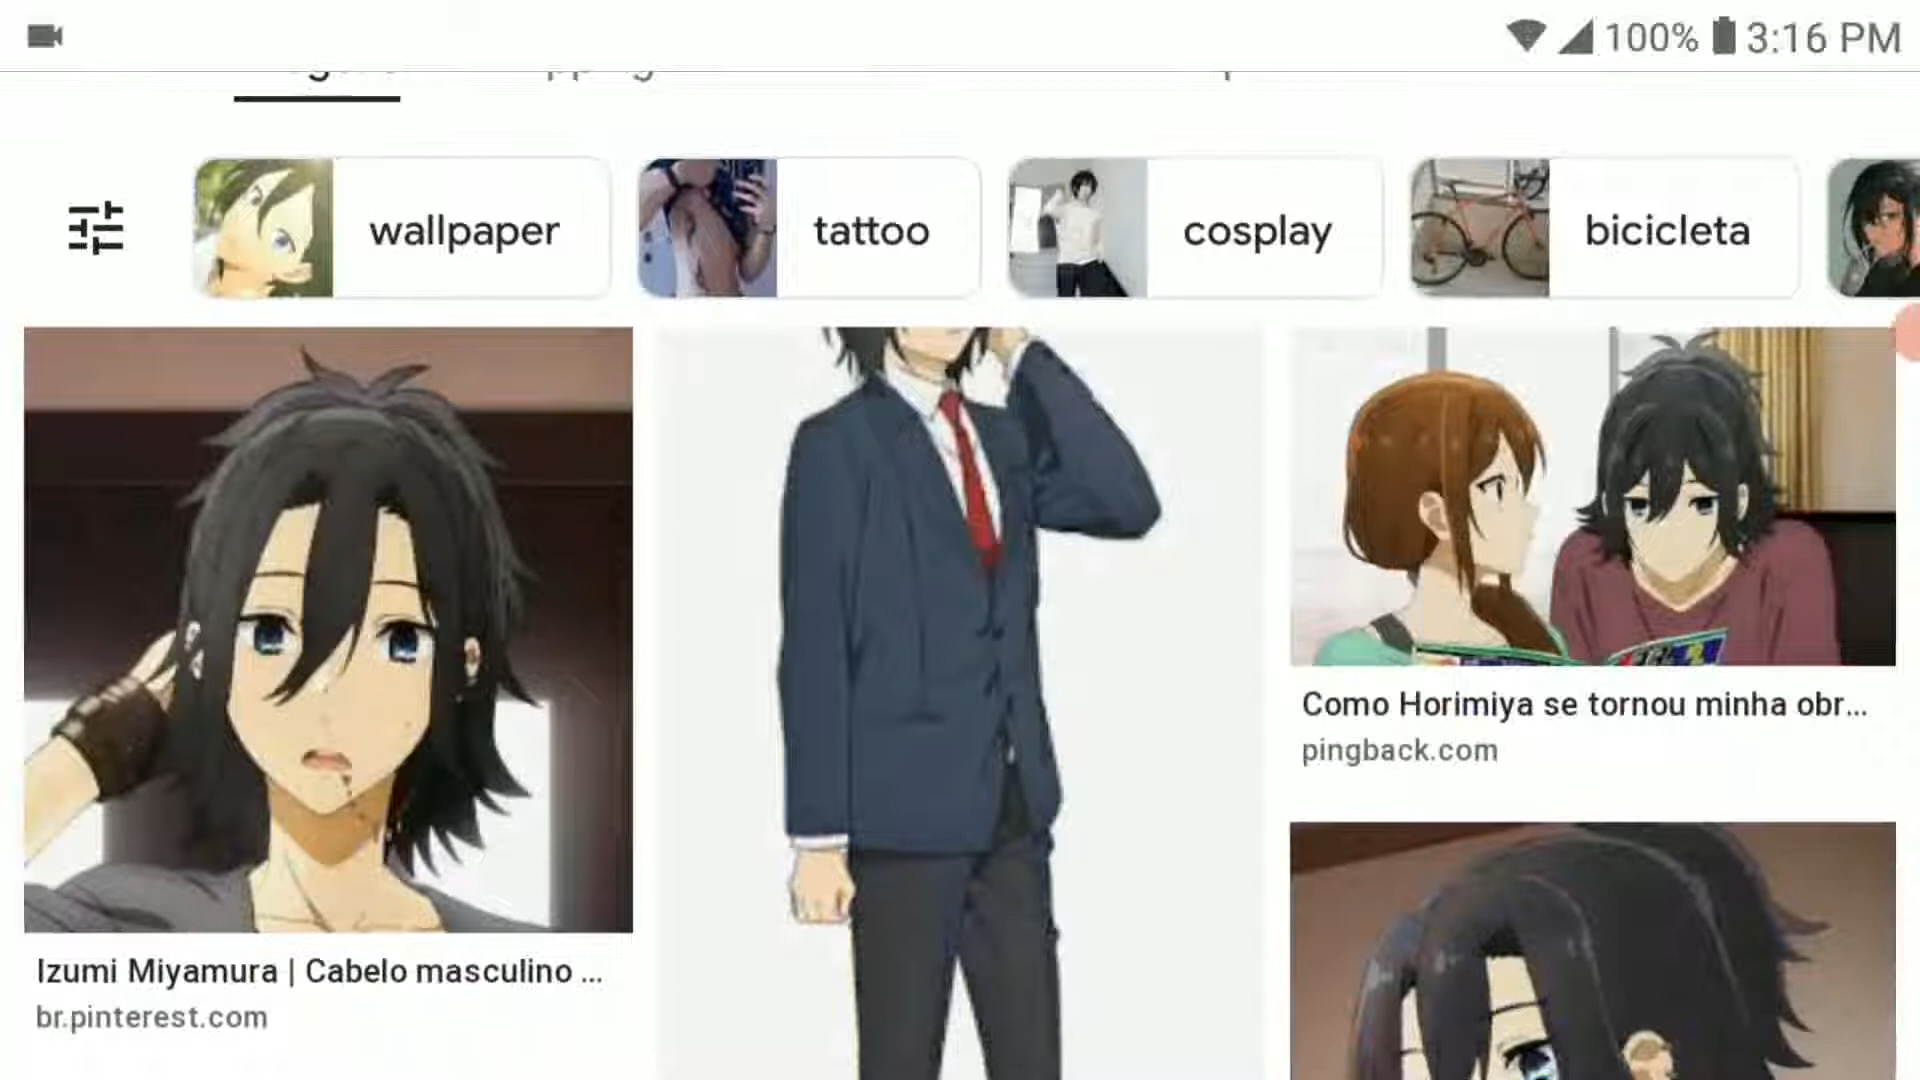 100% 3:16 PM
wallpaper
tattoo
cosplay
bicicleta
Izumi Miyamura | Cabelo masculino ...
br.pinterest.com
Como Horimiya se tornou minha obr...
pingback.com